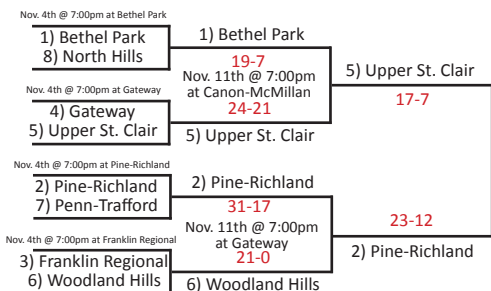 Nov. 4th @ 7:00pm at Bethel Park
1) Bethel Park
8) North Hills
1) Bethel Park
19-7
Nov. 11th @ 7:00pm
at Canon-McMillan
24-21
Nov. 4th @ 7:00pm at Gateway
4) Gateway
5) Upper St. Clair
5) Upper St. Clair
5) Upper St. Clair
17-7
Nov. 4th @ 7:00pm at Pine-Richland
2) Pine-Richland
7) Penn-Trafford
2) Pine-Richland
31-17
Nov. 11th @ 7:00pm
at Gateway
21-0
Nov. 4th @ 7:00pm at Franklin Regional
3) Franklin Regional
6) Woodland Hills
6) Woodland Hills
23-12
2) Pine-Richland